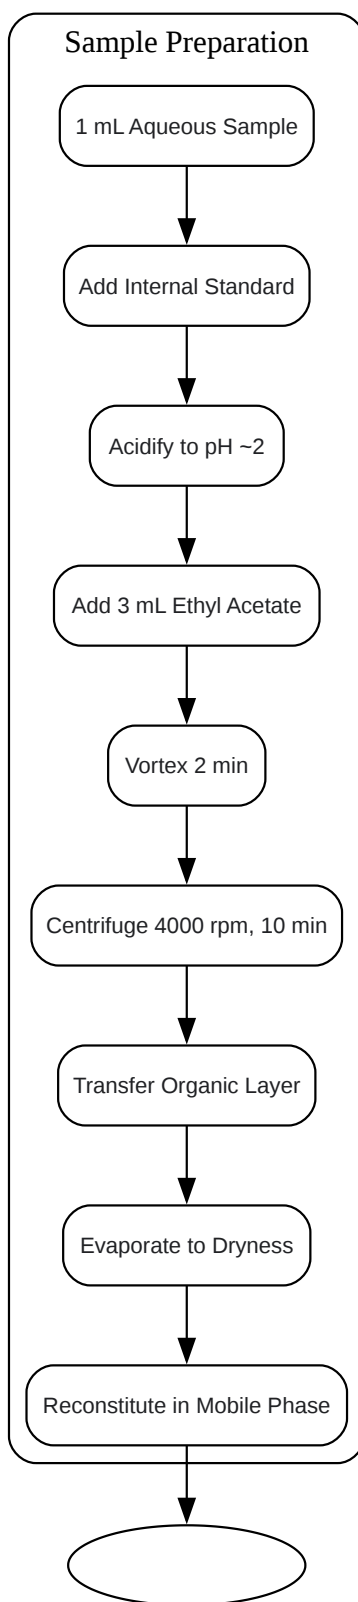 Sample Preparation
1 mL Aqueous Sample
Add Internal Standard
Acidify to pH ~2
Add 3 mL Ethyl Acetate
Vortex 2 min
Centrifuge 4000 rpm, 10 min
Transfer Organic Layer
Evaporate to Dryness
Reconstitute in Mobile Phase